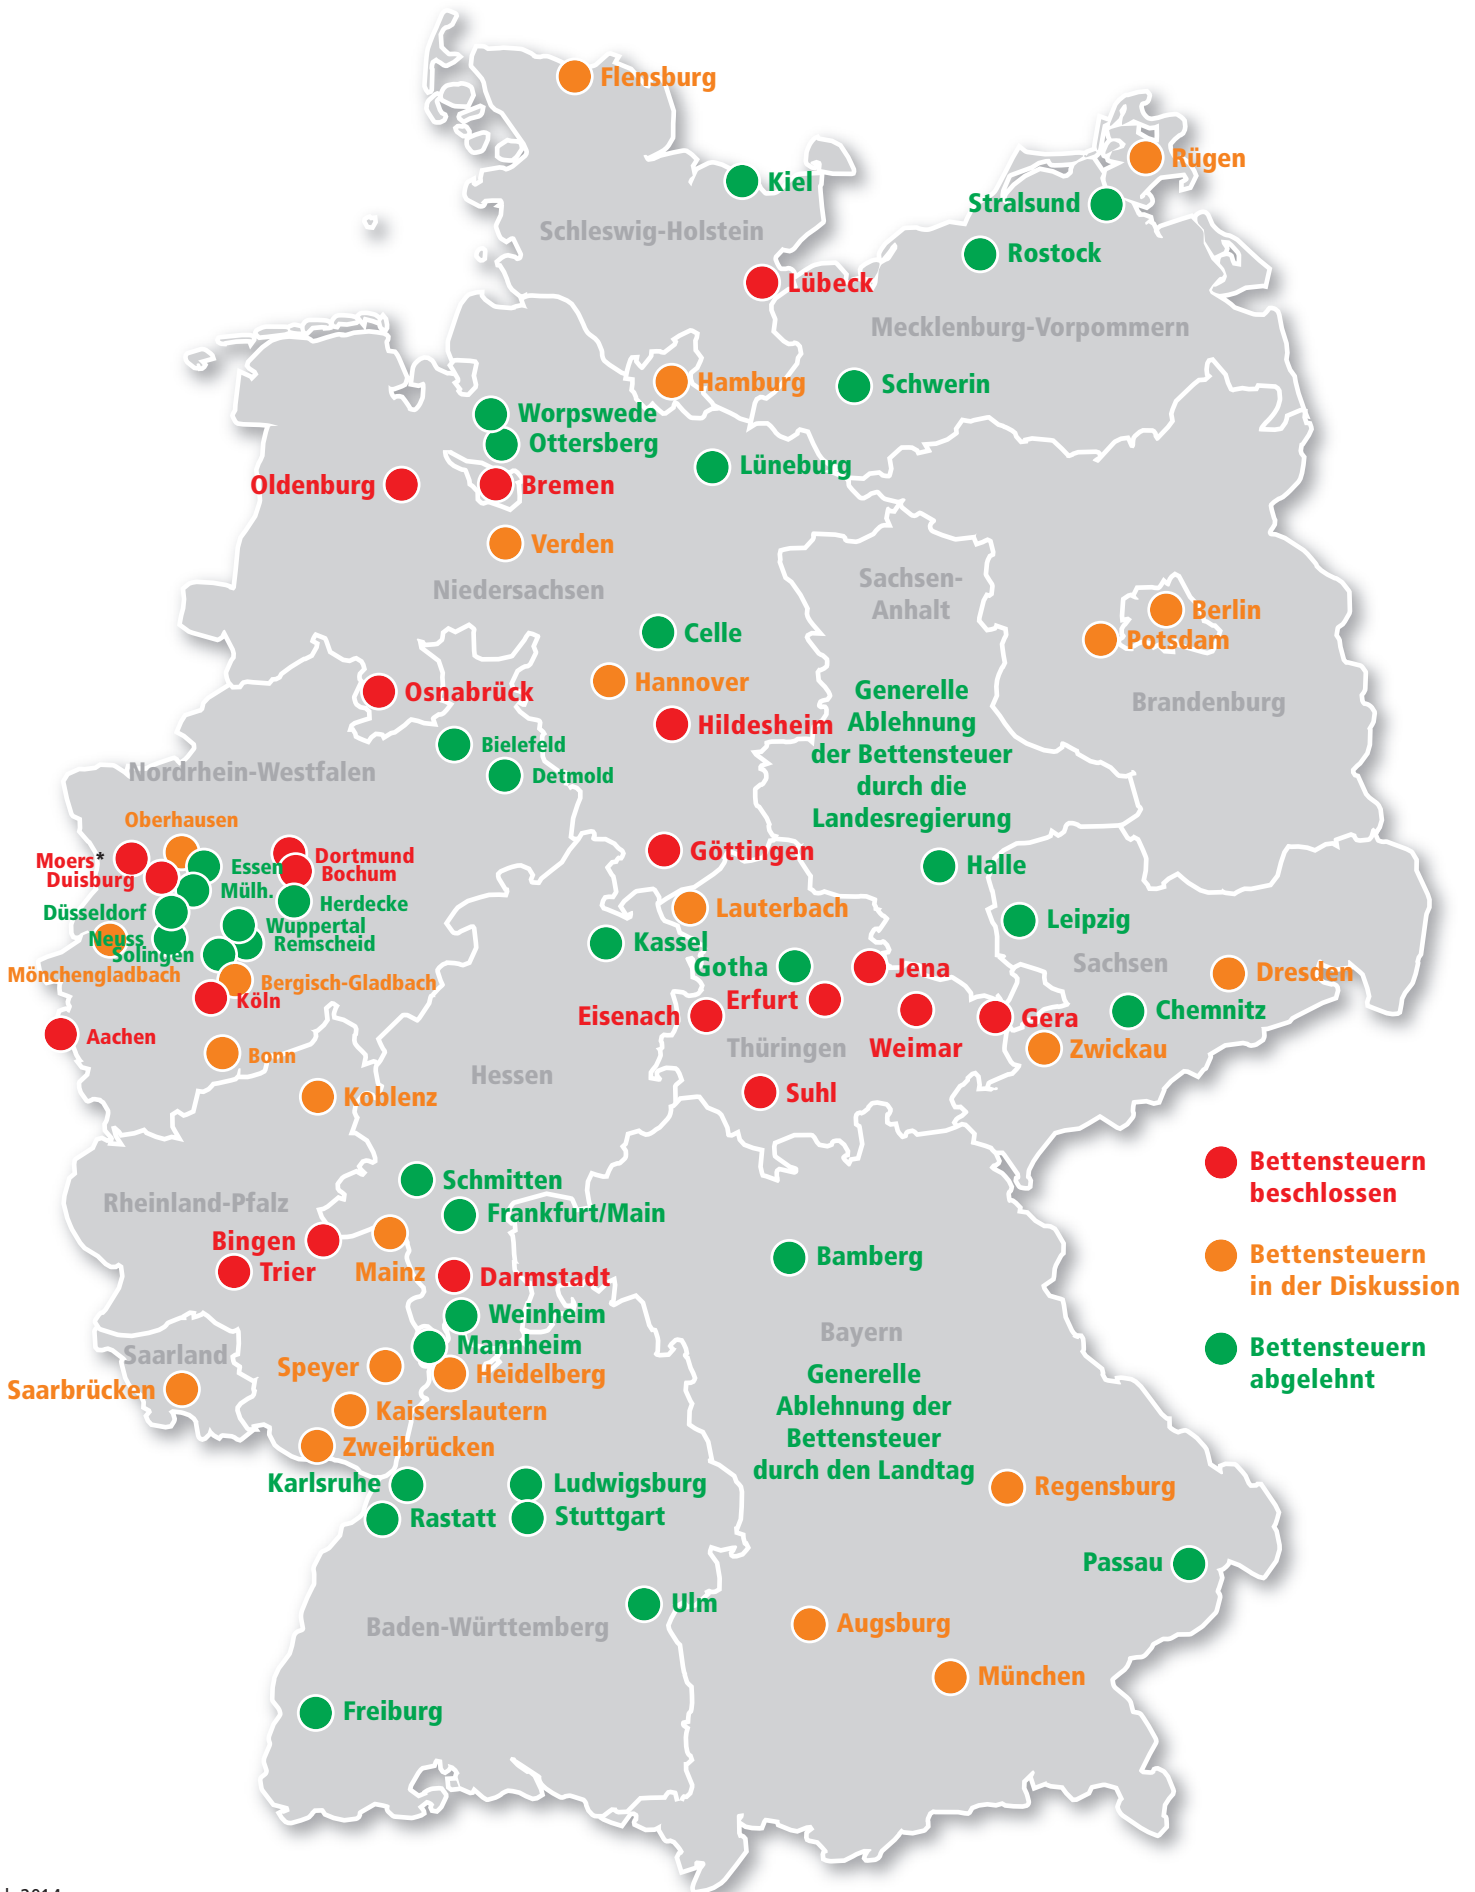 Flensburg
Rügen
Kiel
Stralsund
Schleswig-Holstein
Rostock
Lübeck
Mecklenburg-Vorpommern
Hamburg
Schwerin
Worpswede
Ottersberg
Lüneburg
Oldenburg
Bremen
Verden
Niedersachsen
Sachsen-
Anhalt
Berlin
Potsdam
Celle
Hannover
Osnabrück
Generelle
Ablehnung
der Bettensteuer
durch die
Landesregierung
Brandenburg
Hildesheim
Bielefeld
Detmold
Nordrhein-Westfalen
Oberhausen
Moers*
Duisburg
Essen
Dortmund
Bochum
Mülh.
Herdecke
Düsseldorf
Wuppertal
Neuss
Remscheid
Solingen
Mönchengladbach
Bergisch-Gladbach
Köln
Aachen
Bonn
Koblenz
Göttingen
Halle
Lauterbach
Leipzig
Kassel
Gotha
Jena
Sachsen
Dresden
Eisenach
Erfurt
Gera
Chemnitz
Thüringen
Weimar
Zwickau
Hessen
Suhl
Schmitten
Rheinland-Pfalz
Frankfurt/Main
Bingen
Trier
Mainz
Darmstadt
Bamberg
Weinheim
Mannheim
Saarland
Speyer
Heidelberg
Saarbrücken
Kaiserslautern
Zweibrücken
Bayern
Generelle
Ablehnung der
Bettensteuer
durch den Landtag
Karlsruhe
Ludwigsburg
Rastatt
Stuttgart
Regensburg
Passau
Ulm
Baden-Württemberg
Augsburg
München
Freiburg
Bettensteuern
beschlossen
Bettensteuern
in der Diskussion
Bettensteuern
abgelehnt